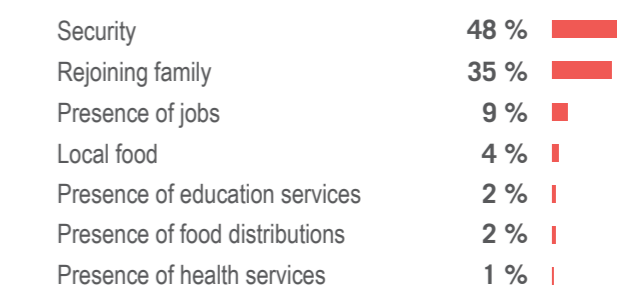 Security 48 %
Rejoining family 35 %
Presence of jobs 9 %
Local food 4 %
Presence of education services 2 %
Presence of food distributions 2 %
Presence of health services 1 %